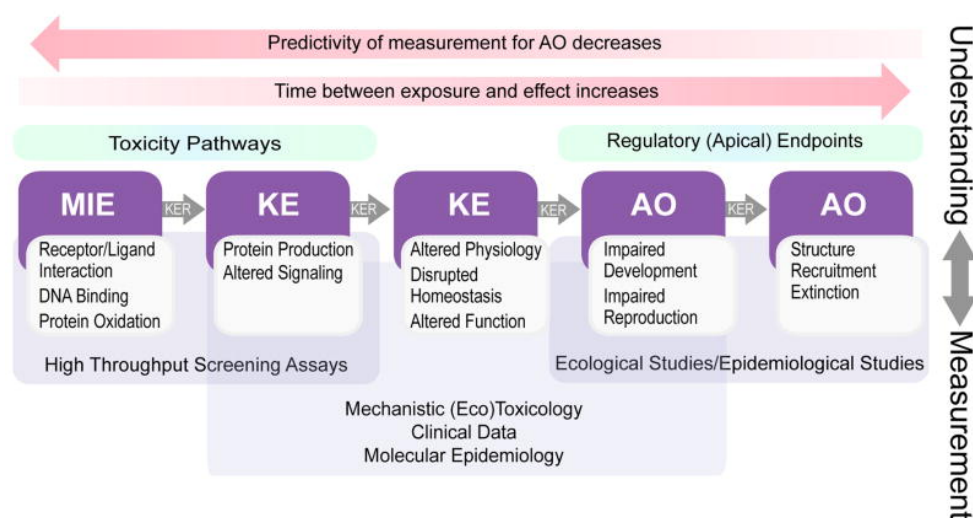 Predictivity of measurement for AO decreases
Time between exposure and effect increases
Toxicity Pathways
Regulatory (Apical) Endpoints
MIE
KER
KE
KER
KE
KER
AO
KER
AO
Receptor/Ligand
Interaction
DNA Binding
Protein Oxidation
Protein Production
Altered Signaling
Altered Physiology
Disrupted
Homeostasis
Altered Function
Impaired
Development
Impaired
Reproduction
Structure
Recruitment
Extinction
High Throughput Screening Assays
Ecological Studies/Epidemiological Studies
Mechanistic (Eco)Toxicology
Clinical Data
Molecular Epidemiology
Understanding
Measurement